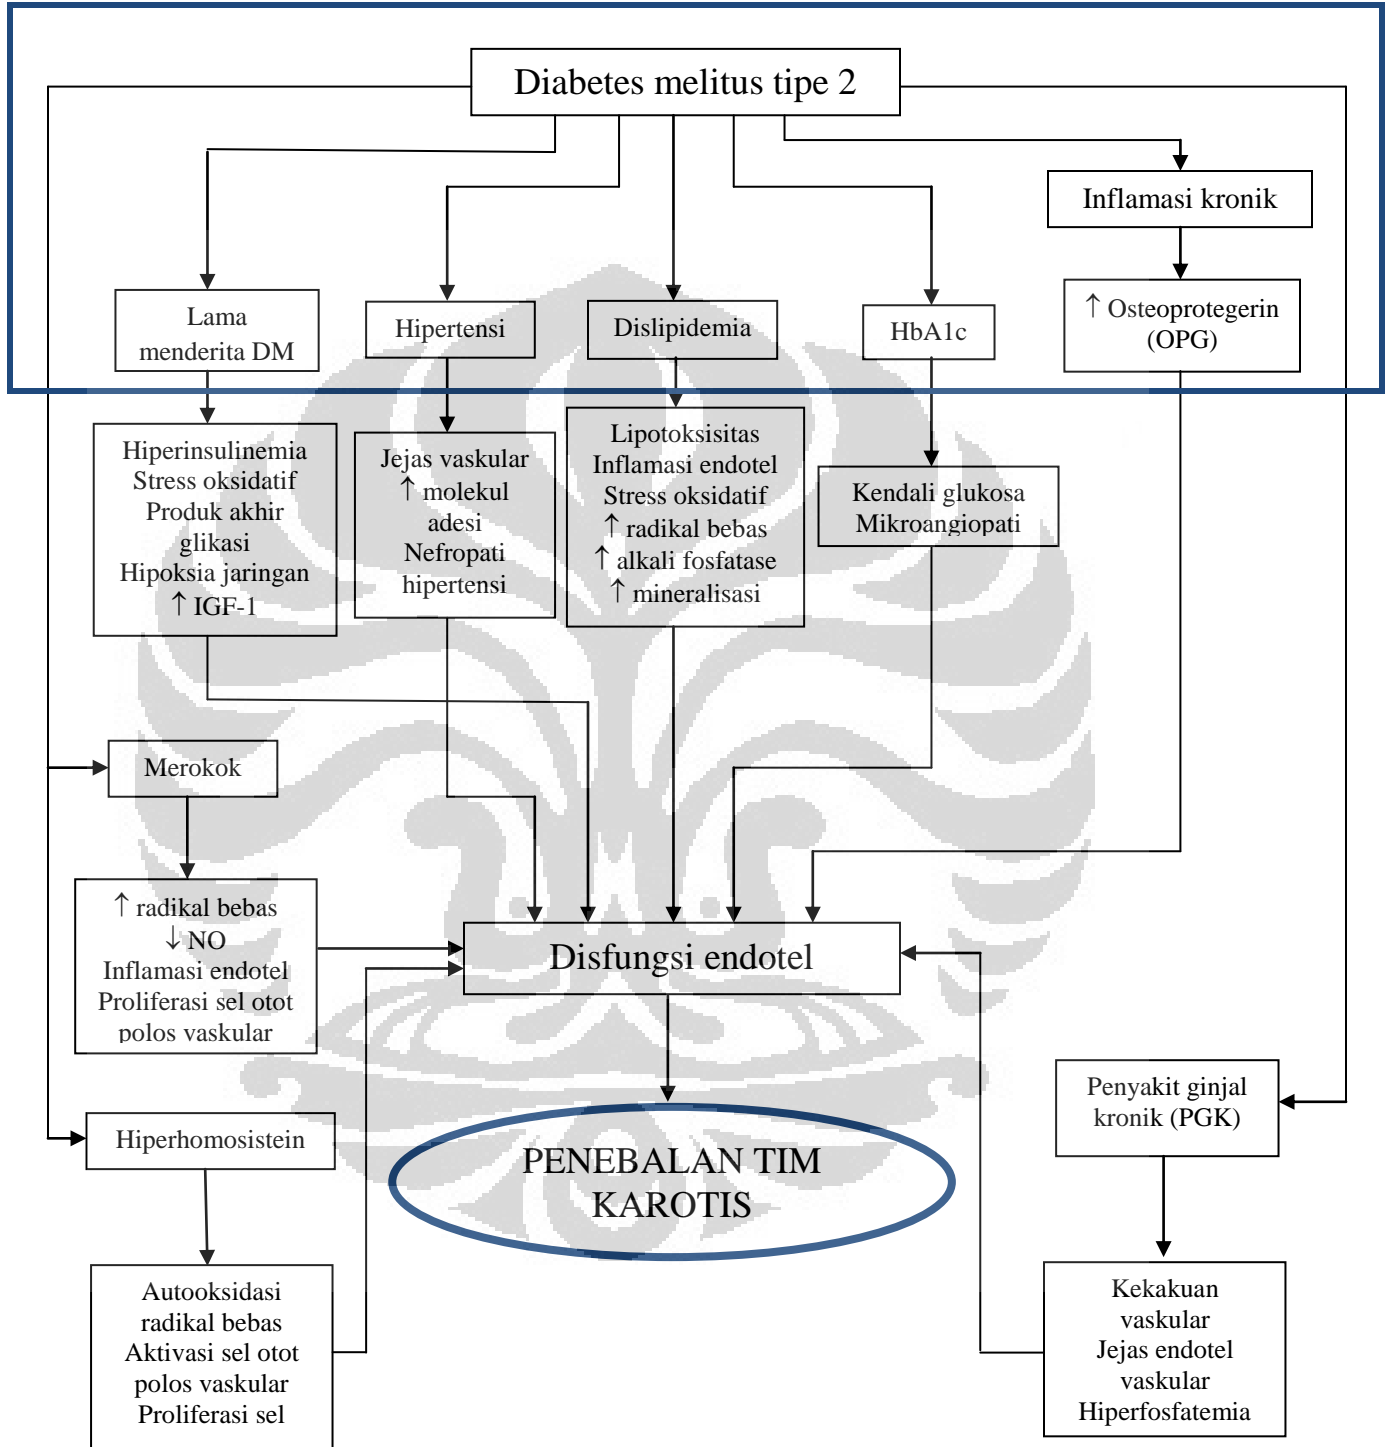 Diabetes melitus tipe 2
Inflamasi kronik
Lama
menderita DM
Hipertensi
Dislipidemia
HbA1c
↑ Osteoprotegerin
(OPG)
Hiperinsulinemia
Stress oksidatif
Produk akhir
glikasi
Hipoksia jaringan
↑ IGF-1
Jejas vaskular
↑ molekul
adesi
Nefropati
hipertensi
Lipotoksisitas
Inflamasi endotel
Stress oksidatif
↑ radikal bebas
↑ alkali fosfatase
↑ mineralisasi
Kendali glukosa
Mikroangiopati
Merokok
↑ radikal bebas
↓ NO
Inflamasi endotel
Proliferasi sel otot
polos vaskular
Disfungsi endotel
Hiperhomosistein
PENEBALAN TIM
KAROTIS
Penyakit ginjal
kronik (PGK)
Autooksidasi
radikal bebas
Aktivasi sel otot
polos vaskular
Proliferasi sel
Kekakuan
vaskular
Jejas endotel
vaskular
Hiperfosfatemia